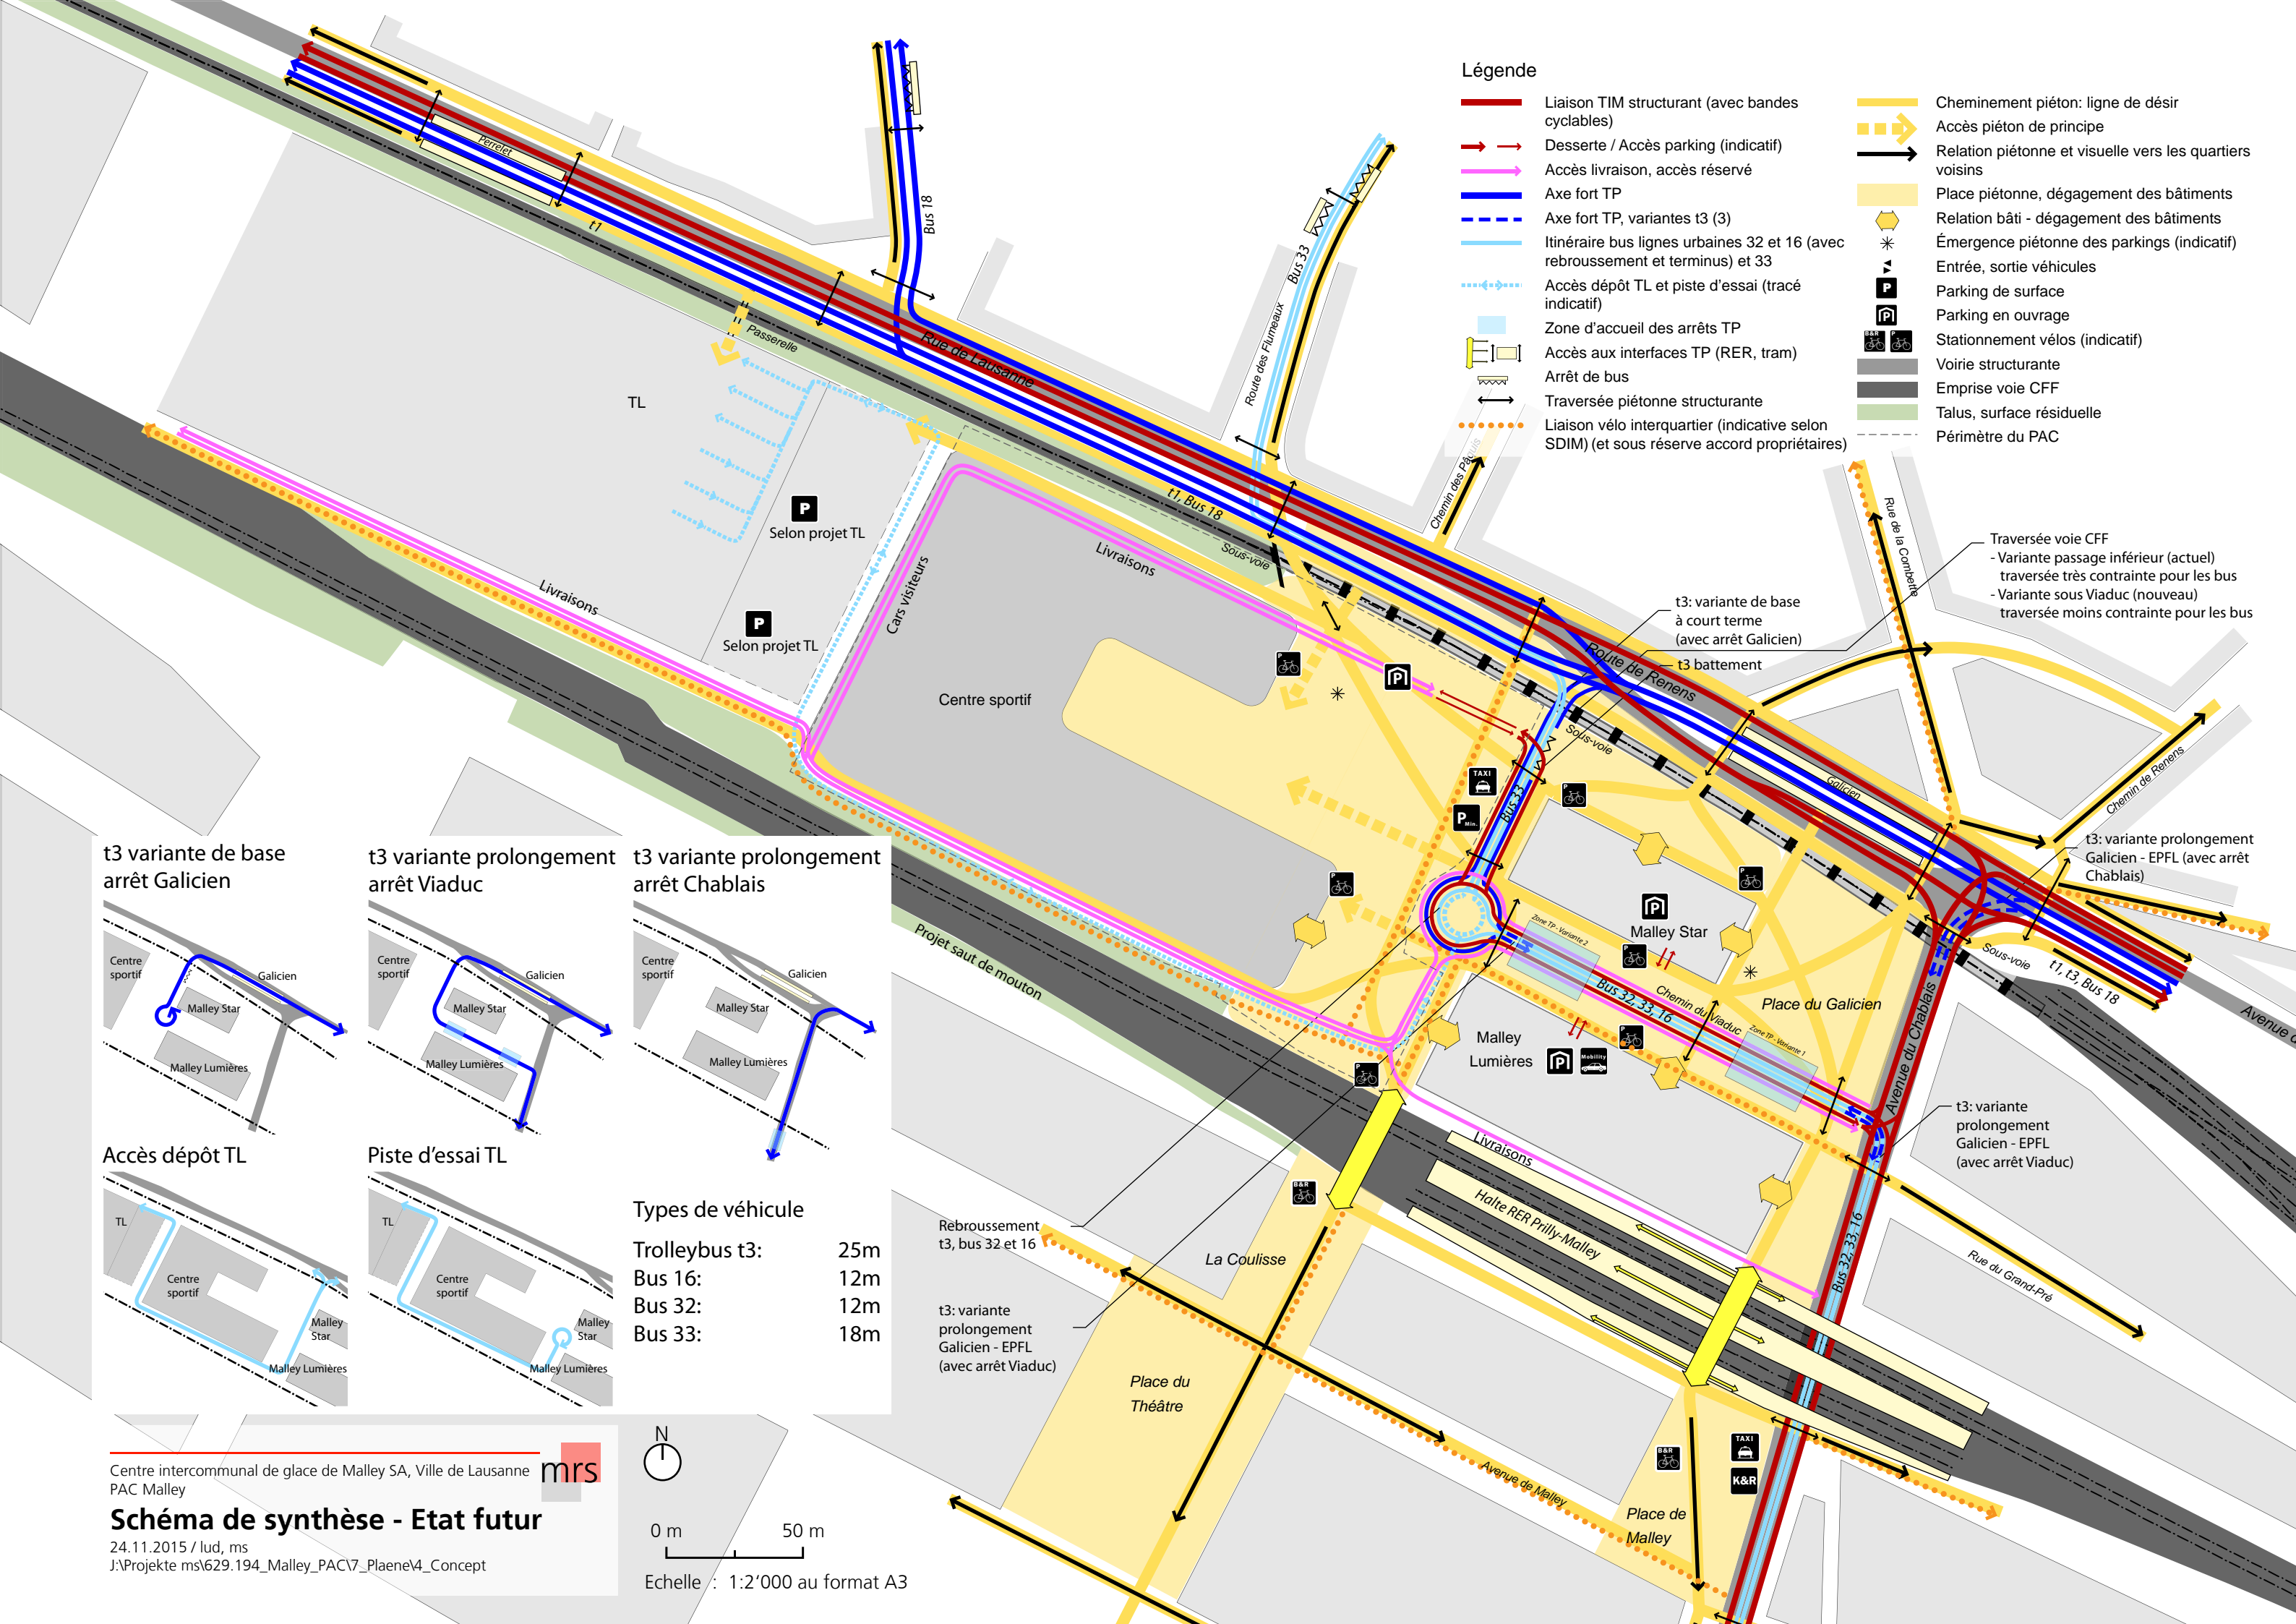 Légende
Liaison TIM structurant (avec bandes
cyclables)
Desserte / Accès parking (indicatif)
Accès livraison, accès réservé
Axe fort TP
Axe fort TP, variantes t3 (3)
Itinéraire bus lignes urbaines 32 et 16 (avec
rebroussement et terminus) et 33
Accès dépôt TL et piste d'essai (tracé
indicatif)
Zone d'accueil des arrêts TP
Accès aux interfaces TP (RER, tram)
Arrêt de bus
Traversée piétonne structurante
Liaison vélo interquartier (indicative selon
SDIM) (et sous réserve accord propriétaires)
Cheminement piéton: ligne de désir
Accès piéton de principe
Relation piétonne et visuelle vers les quartiers
voisins
Place piétonne, dégagement des bâtiments
Relation bâti - dégagement des bâtiments
Émergence piétonne des parkings (indicatif)
Entrée, sortie véhicules
P
Parking de surface
P
Parking en ouvrage
B&R
P
Stationnement vélos (indicatif)
Voirie structurante
Emprise voie CFF
Talus, surface résiduelle
Périmètre du PAC
Perrelet
t1
Bus 18
Bus 33
Route des Flumeaux
Passerelle
Rue de Lausanne
TL
t1, Bus 18
Sous-voie
Chemin des Pâquis
Rue de la Combette
P
Selon projet TL
P
Selon projet TL
Livraisons
Cars visiteurs
Livraisons
Centre sportif
Traversée voie CFF
- Variante passage inférieur (actuel)
traversée très contrainte pour les bus
- Variante sous Viaduc (nouveau)
traversée moins contrainte pour les bus
t3: variante de base
à court terme
(avec arrêt Galicien)
t3 battement
Route de Renens
Sous-voie
P
P
TAXI
P Min.
Bus 33
P
Galicien
Chemin de Renens
t3: variante prolongement
Galicien - EPFL (avec arrêt
Chablais)
P
P
P
Malley Star
P
Zone TP - Variante 2
Bus 32, 33, 16
Chemin du Viaduc
Place du Galicien
Zone TP - Variante 1
Avenue du Chablais
Sous-voie
t1, t3, Bus 18
Avenue d
Malley
Lumières
P
P
Mobility
P
Projet saut de mouton
t3: variante
prolongement
Galicien - EPFL
(avec arrêt Viaduc)
Livraisons
Halte RER Prilly-Malley
Bus 32, 33, 16
Rue du Grand-Pré
B&R
La Coulisse
Rebroussement
t3, bus 32 et 16
t3: variante
prolongement
Galicien - EPFL
(avec arrêt Viaduc)
Place du
Théâtre
Avenue de Malley
B&R
TAXI
K&R
Place de
Malley
t3 variante de base
arrêt Galicien
Centre
sportif
Galicien
Malley Star
Malley Lumières
t3 variante prolongement
arrêt Viaduc
Centre
sportif
Galicien
Malley Star
Malley Lumières
t3 variante prolongement
arrêt Chablais
Centre
sportif
Galicien
Malley Star
Malley Lumières
Accès dépôt TL
TL
Centre
sportif
Malley
Star
Malley Lumières
Piste d'essai TL
TL
Centre
sportif
Malley
Star
Malley Lumières
Types de véhicule
Trolleybus t3: 25m
Bus 16: 12m
Bus 32: 12m
Bus 33: 18m
Centre intercommunal de glace de Malley SA, Ville de Lausanne
PAC Malley
mrs
Schéma de synthèse - Etat futur
24.11.2015 / lud, ms
J:\Projekte ms\629.194_Malley_PAC\7_Plaene\4_Concept
N
0 m 50 m
Echelle : 1:2'000 au format A3